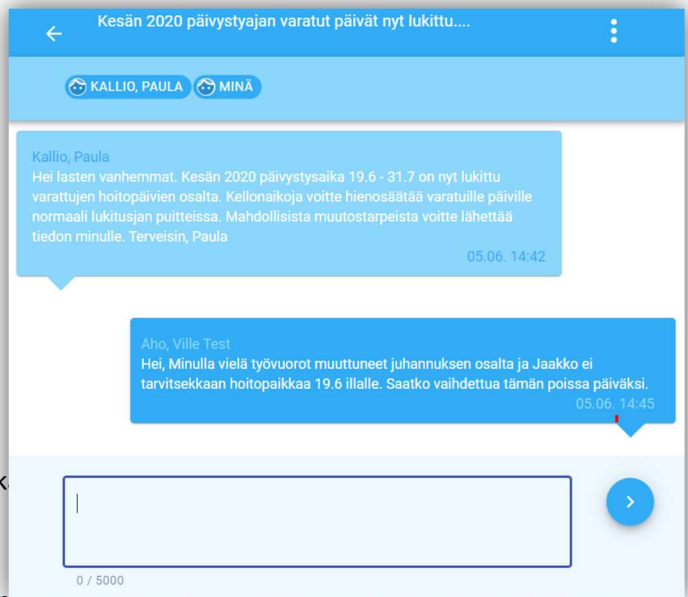 Kesän 2020 päivystyajan varatut päivät nyt lukittu....
KALLIO, PAULA MINÄ
Kallio, Paula
Hei lasten vanhemmat. Kesän 2020 päivystysaika 19.6 - 31.7 on nyt lukittu
varattujen hoitopäivien osalta. Kellonaikoja voitte hienosäätää varatuille päiville
normaali lukitusjan puitteissa. Mahdollisista muutostarpeista voitte lähettää
tiedon minulle. Terveisin, Paula
05.06. 14:42
Aho, Ville Test
Hei, Minulla vielä työvuorot muuttuneet juhannuksen osalta ja Jaakko ei
tarvitsekkaan hoitopaikkaa 19.6 illalle. Saatko vaihdettua tämän poissa päiväksi.
05.06. 14:45
0 / 5000